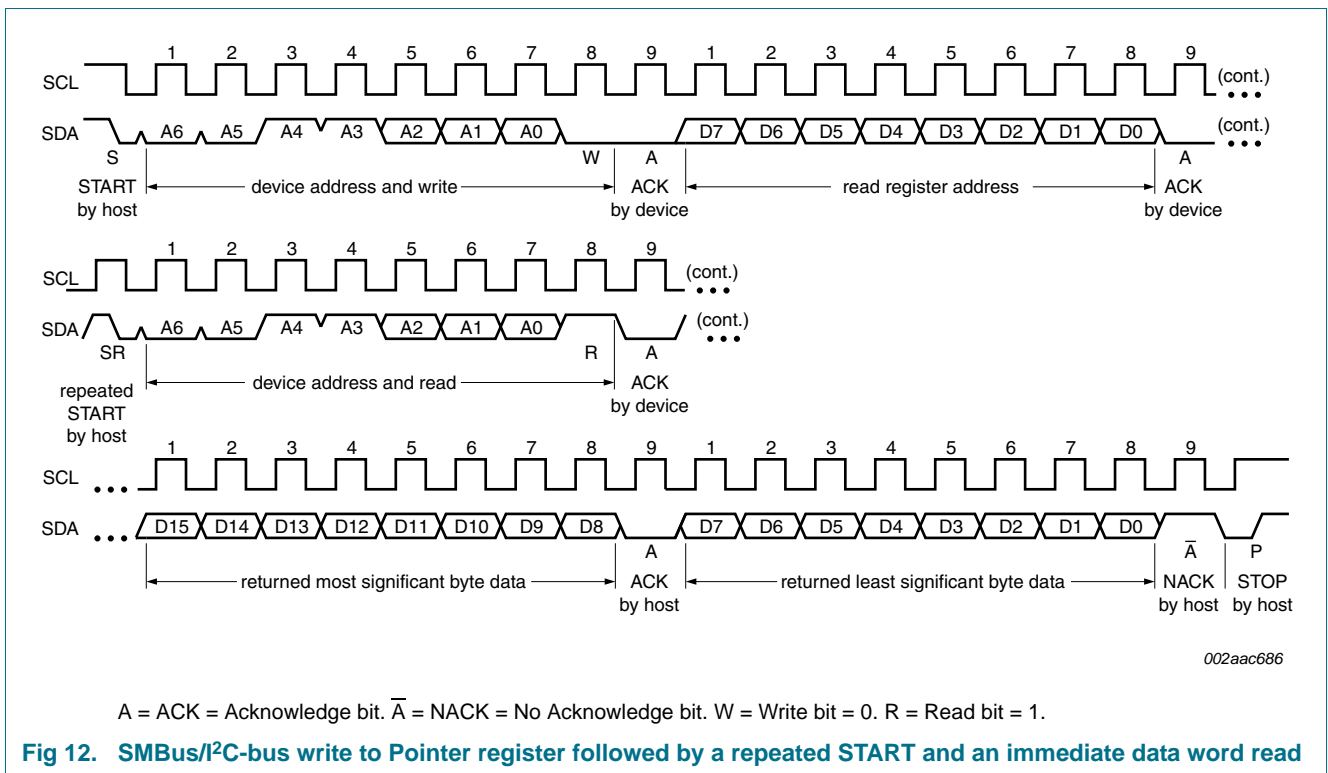 1 2 3 4 5 6 7 8 9 1 2 3 4 5 6 7 8 9
SCL (cont.)
SDA A6 A5 A4 A3 A2 A1 A0 D7 D6 D5 D4 D3 D2 D1 D0 (cont.)
S W A A
START by host
device address and write
ACK by device
read register address
ACK by device
1 2 3 4 5 6 7 8 9
SCL (cont.)
SDA A6 A5 A4 A3 A2 A1 A0 (cont.)
SR R A
repeated START by host
device address and read
ACK by device
1 2 3 4 5 6 7 8 9 1 2 3 4 5 6 7 8 9
SCL
SDA D15 D14 D13 D12 D11 D10 D9 D8 D7 D6 D5 D4 D3 D2 D1 D0
A A̅ P
returned most significant byte data
ACK by host
returned least significant byte data
NACK by host
STOP by host
002aac686
A = ACK = Acknowledge bit. A̅ = NACK = No Acknowledge bit. W = Write bit = 0. R = Read bit = 1.
Fig 12. SMBus/I²C-bus write to Pointer register followed by a repeated START and an immediate data word read